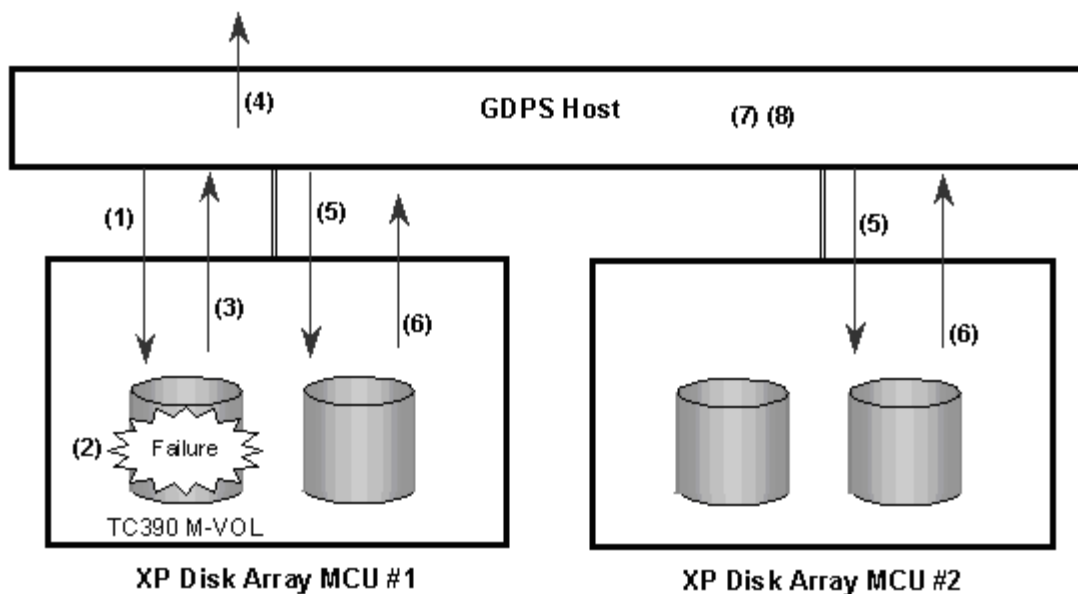 (4)
GDPS Host
(7) (8)
(1)
(5)
(5)
(3)
(6)
(6)
(2)
Failure
TC390 M-VOL
XP Disk Array MCU #1
XP Disk Array MCU #2